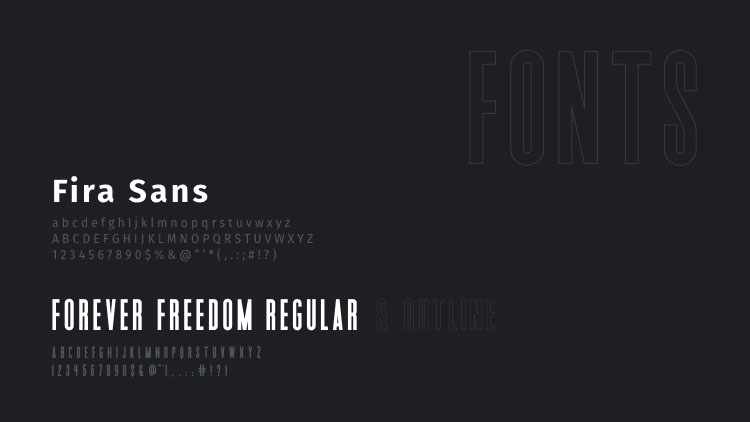 FONTS
Fira Sans
abcdefghIjklmnopqrstuvwxyz
ABCDEFGHIJKLMNOPQRSTUVWXYZ
1234567890$%&@”’*(,.:;#!?)
FOREVER FREEDOM REGULAR & OUTLINE
ABCDEFGHIJKLMNOPQRSTUVWXYZ
1234567890$&@”’(,.:;#!?)